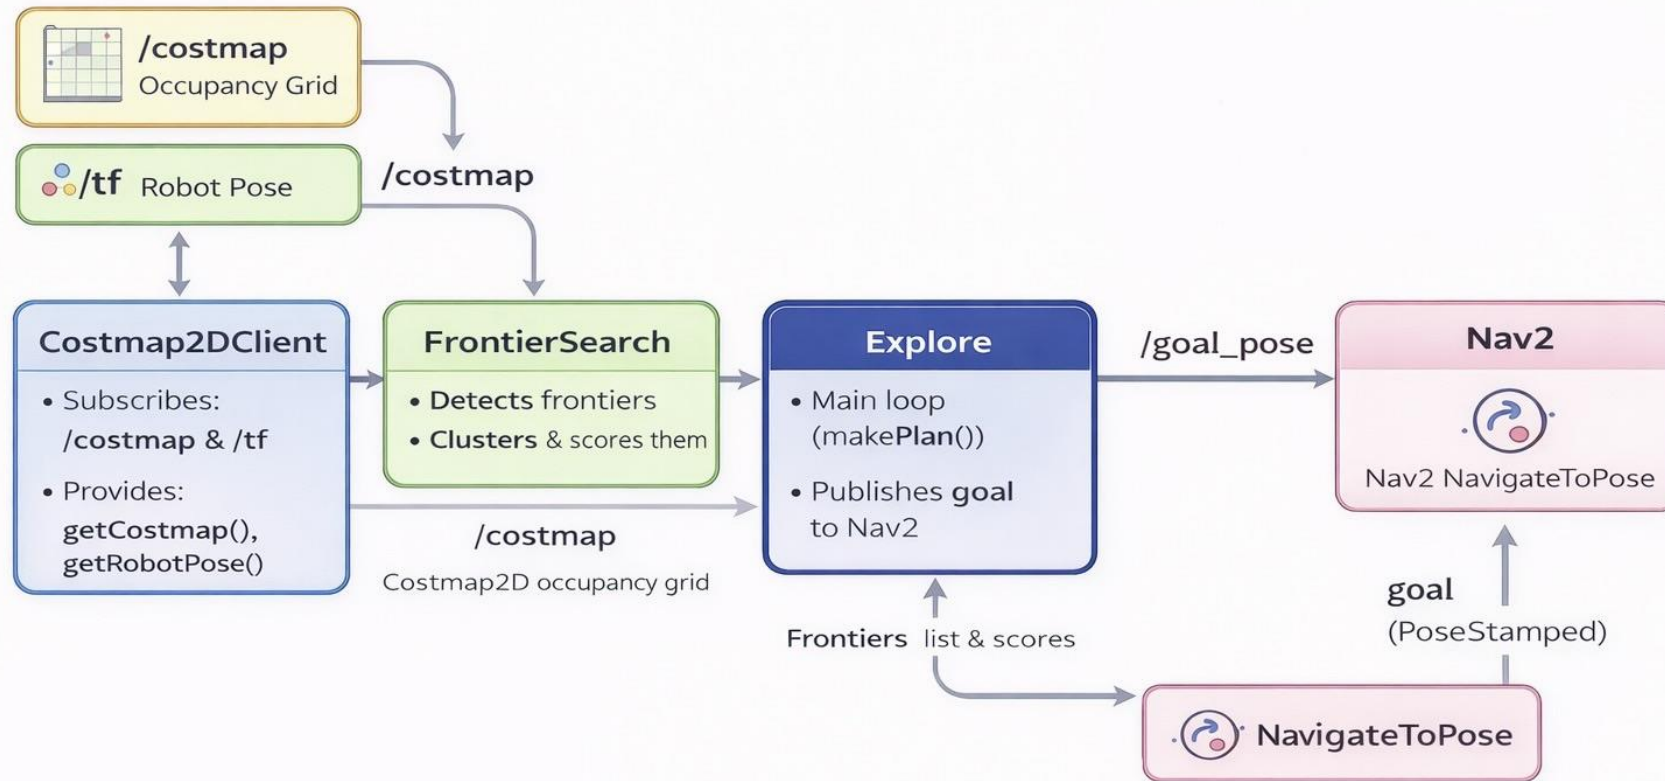 /costmap
Occupancy Grid
/tf Robot Pose
/costmap
Costmap2DClient
• Subscribes:
/costmap & /tf
• Provides:
getCostmap(),
getRobotPose()
FrontierSearch
• Detects frontiers
• Clusters & scores them
/costmap
Costmap2D occupancy grid
Explore
• Main loop
(makePlan())
• Publishes goal
to Nav2
/goal_pose
Nav2
Nav2 NavigateToPose
Frontiers list & scores
goal
(PoseStamped)
NavigateToPose